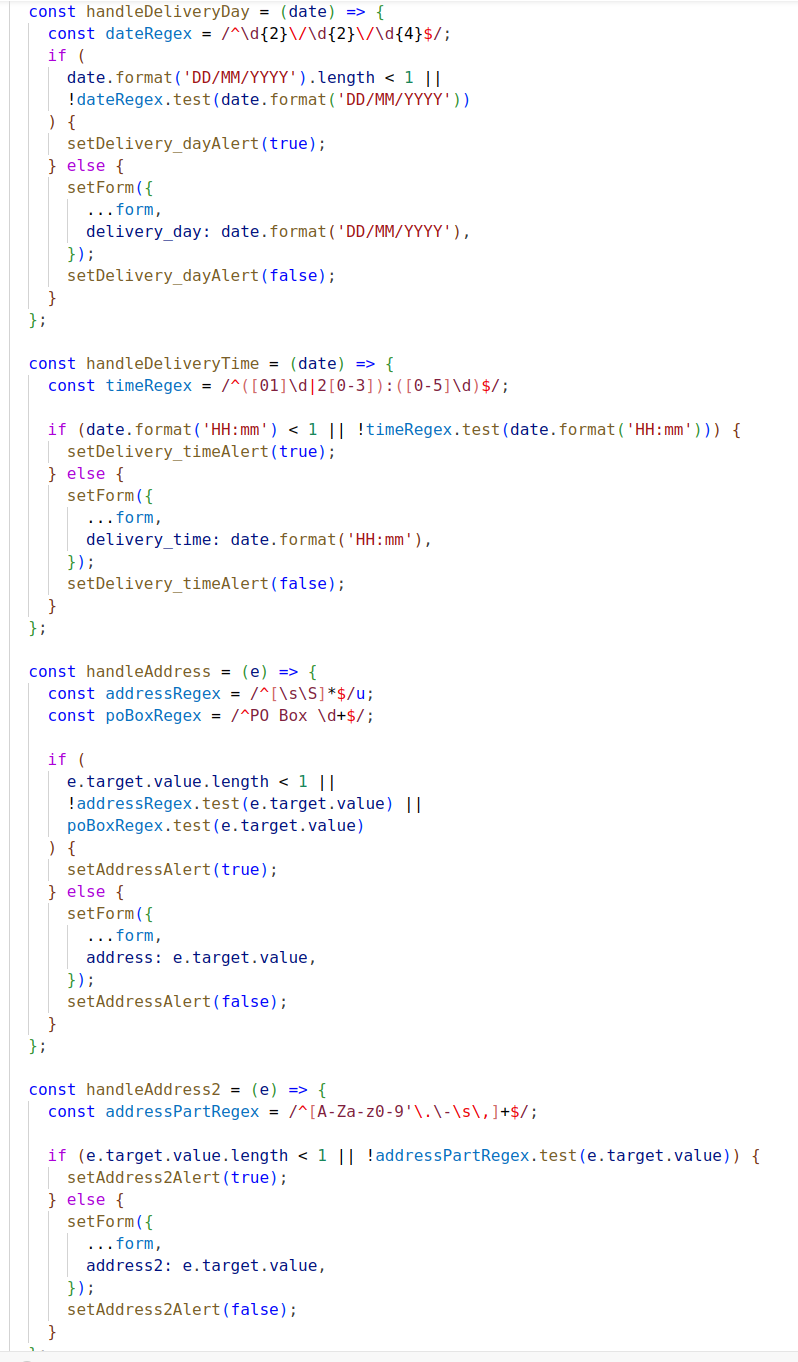 const handleDeliveryDay = (date) => {
  const dateRegex = /^\d{2}\/\d{2}\/\d{4}$/;
  if (
    date.format('DD/MM/YYYY').length < 1 ||
    !dateRegex.test(date.format('DD/MM/YYYY'))
  ) {
    setDelivery_dayAlert(true);
  } else {
    setForm({
      ...form,
      delivery_day: date.format('DD/MM/YYYY'),
    });
    setDelivery_dayAlert(false);
  }
};

const handleDeliveryTime = (date) => {
  const timeRegex = /^([01]\d|2[0-3]):([0-5]\d)$/;

  if (date.format('HH:mm') < 1 || !timeRegex.test(date.format('HH:mm'))) {
    setDelivery_timeAlert(true);
  } else {
    setForm({
      ...form,
      delivery_time: date.format('HH:mm'),
    });
    setDelivery_timeAlert(false);
  }
};

const handleAddress = (e) => {
  const addressRegex = /^[\s\S]*$/u;
  const poBoxRegex = /^PO Box \d+$/;

  if (
    e.target.value.length < 1 ||
    !addressRegex.test(e.target.value) ||
    poBoxRegex.test(e.target.value)
  ) {
    setAddressAlert(true);
  } else {
    setForm({
      ...form,
      address: e.target.value,
    });
    setAddressAlert(false);
  }
};

const handleAddress2 = (e) => {
  const addressPartRegex = /^[A-Za-z0-9'\.\-\s\,]+$/;

  if (e.target.value.length < 1 || !addressPartRegex.test(e.target.value)) {
    setAddress2Alert(true);
  } else {
    setForm({
      ...form,
      address2: e.target.value,
    });
    setAddress2Alert(false);
  }